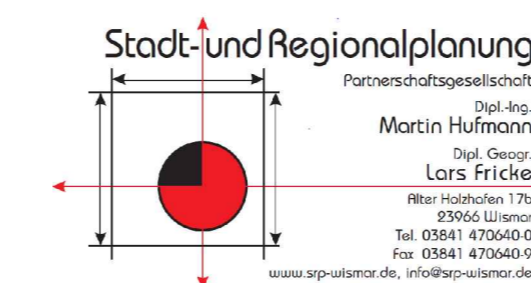 Stadt- und Regionalplanung
Partnerschaftsgesellschaft
Dipl.-Ing.
Martin Hufmann
Dipl. Geogr.
Lars Fricke
Alter Holzhafen 17b
23966 Wismar
Tel. 03841 470640-0
Fax 03841 470640-9
www.srp-wismar.de, info@srp-wismar.de